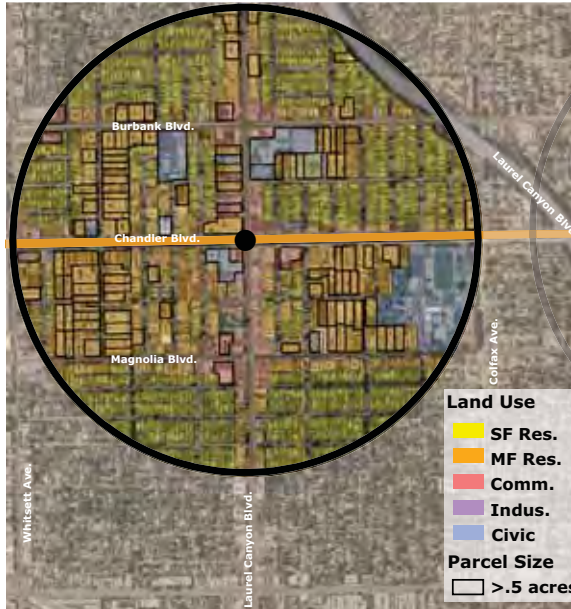 Burbank Blvd.
Laurel Canyon Blvd.
Chandler Blvd.
Magnolia Blvd.
Colfax Ave.
Whitsett Ave.
Laurel Canyon Blvd.
Land Use
SF Res.
MF Res.
Comm.
Indus.
Civic
Parcel Size
>.5 acres